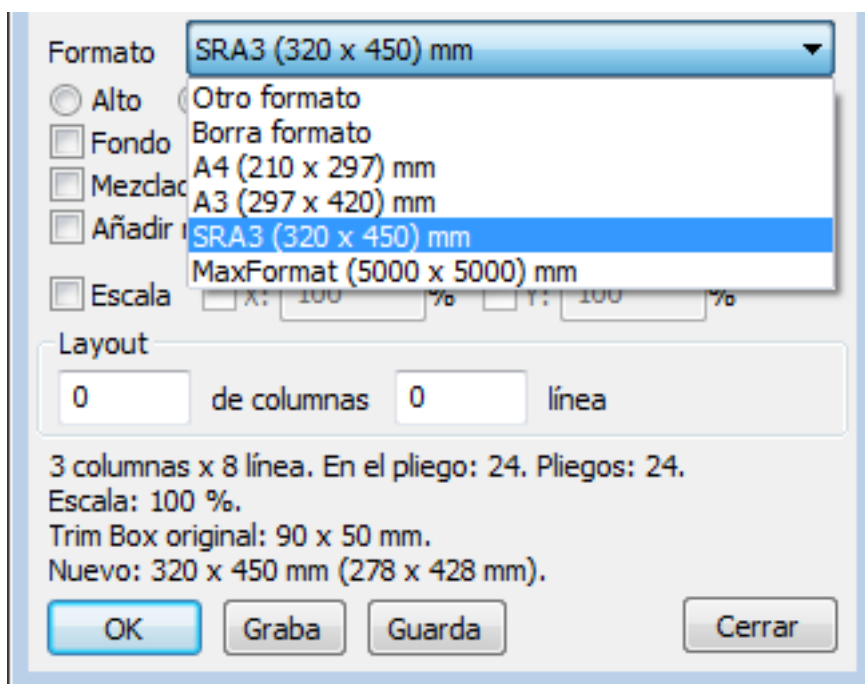 Formato SRA3 (320 x 450) mm
Alto
Otro formato
Fondo
Borra formato
A4 (210 x 297) mm
A3 (297 x 420) mm
Añadir
SRA3 (320 x 450) mm
MaxFormat (5000 x 5000) mm
Escala X: 100 % Y: 100 %
Layout
0 de columnas 0 línea
3 columnas x 8 línea. En el pliego: 24. Pliegos: 24.
Escala: 100 %.
Trim Box original: 90 x 50 mm.
Nuevo: 320 x 450 mm (278 x 428 mm).
OK Graba Guarda Cerrar